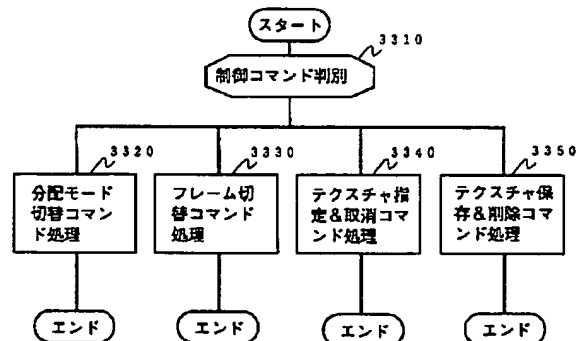 スタート
3310
制御コマンド判別
3320
分配モード
切替コマン
ド処理
3330
フレーム切
替コマンド
処理
3340
テクスチャ指
定&取消コマ
ンド処理
3350
テクスチャ保
存&削除コマ
ンド処理
エンド
エンド
エンド
エンド